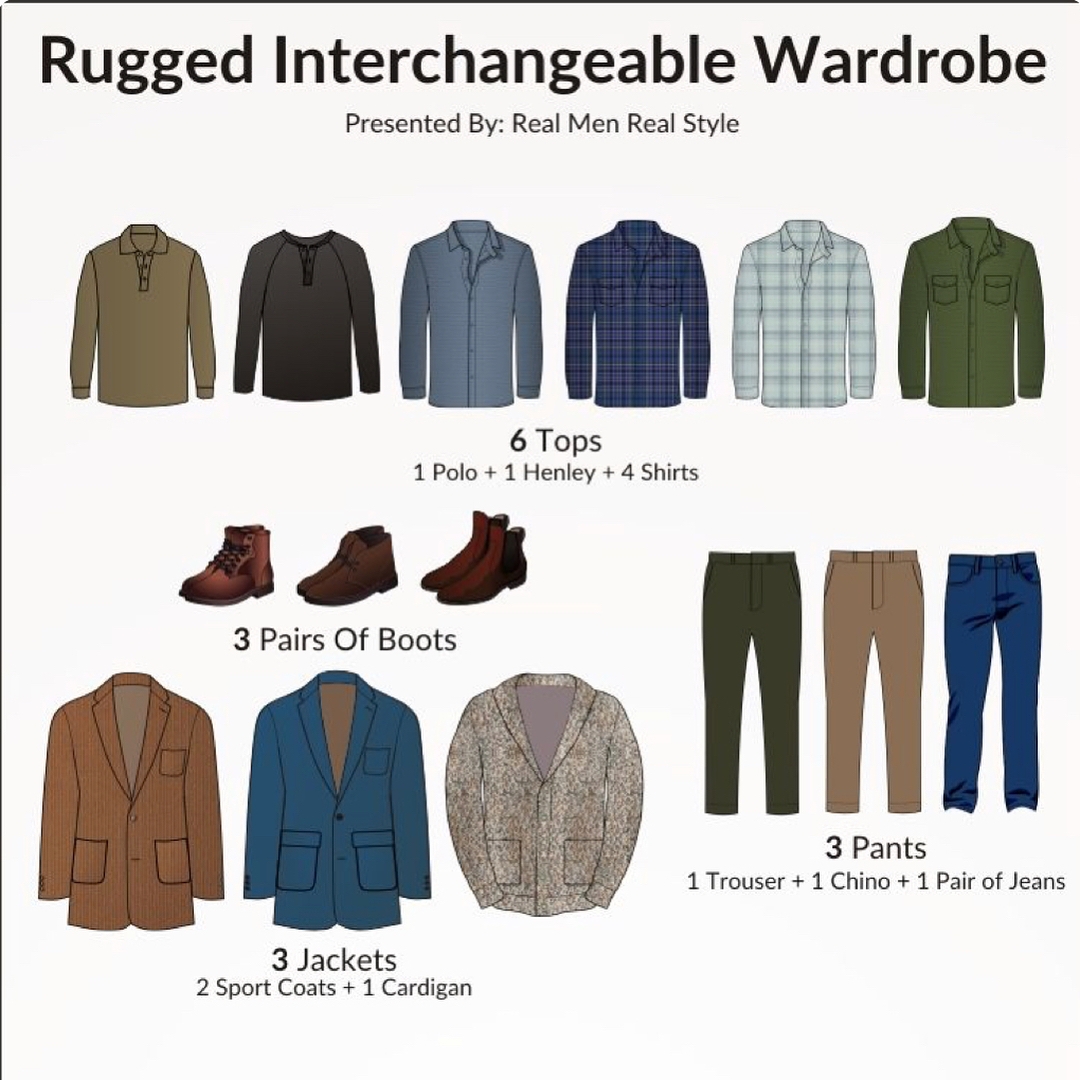 Rugged Interchangeable Wardrobe
Presented By: Real Men Real Style
6 Tops
1 Polo + 1 Henley + 4 Shirts
3 Pairs Of Boots
3 Pants
1 Trouser + 1 Chino + 1 Pair of Jeans
3 Jackets
2 Sport Coats + 1 Cardigan